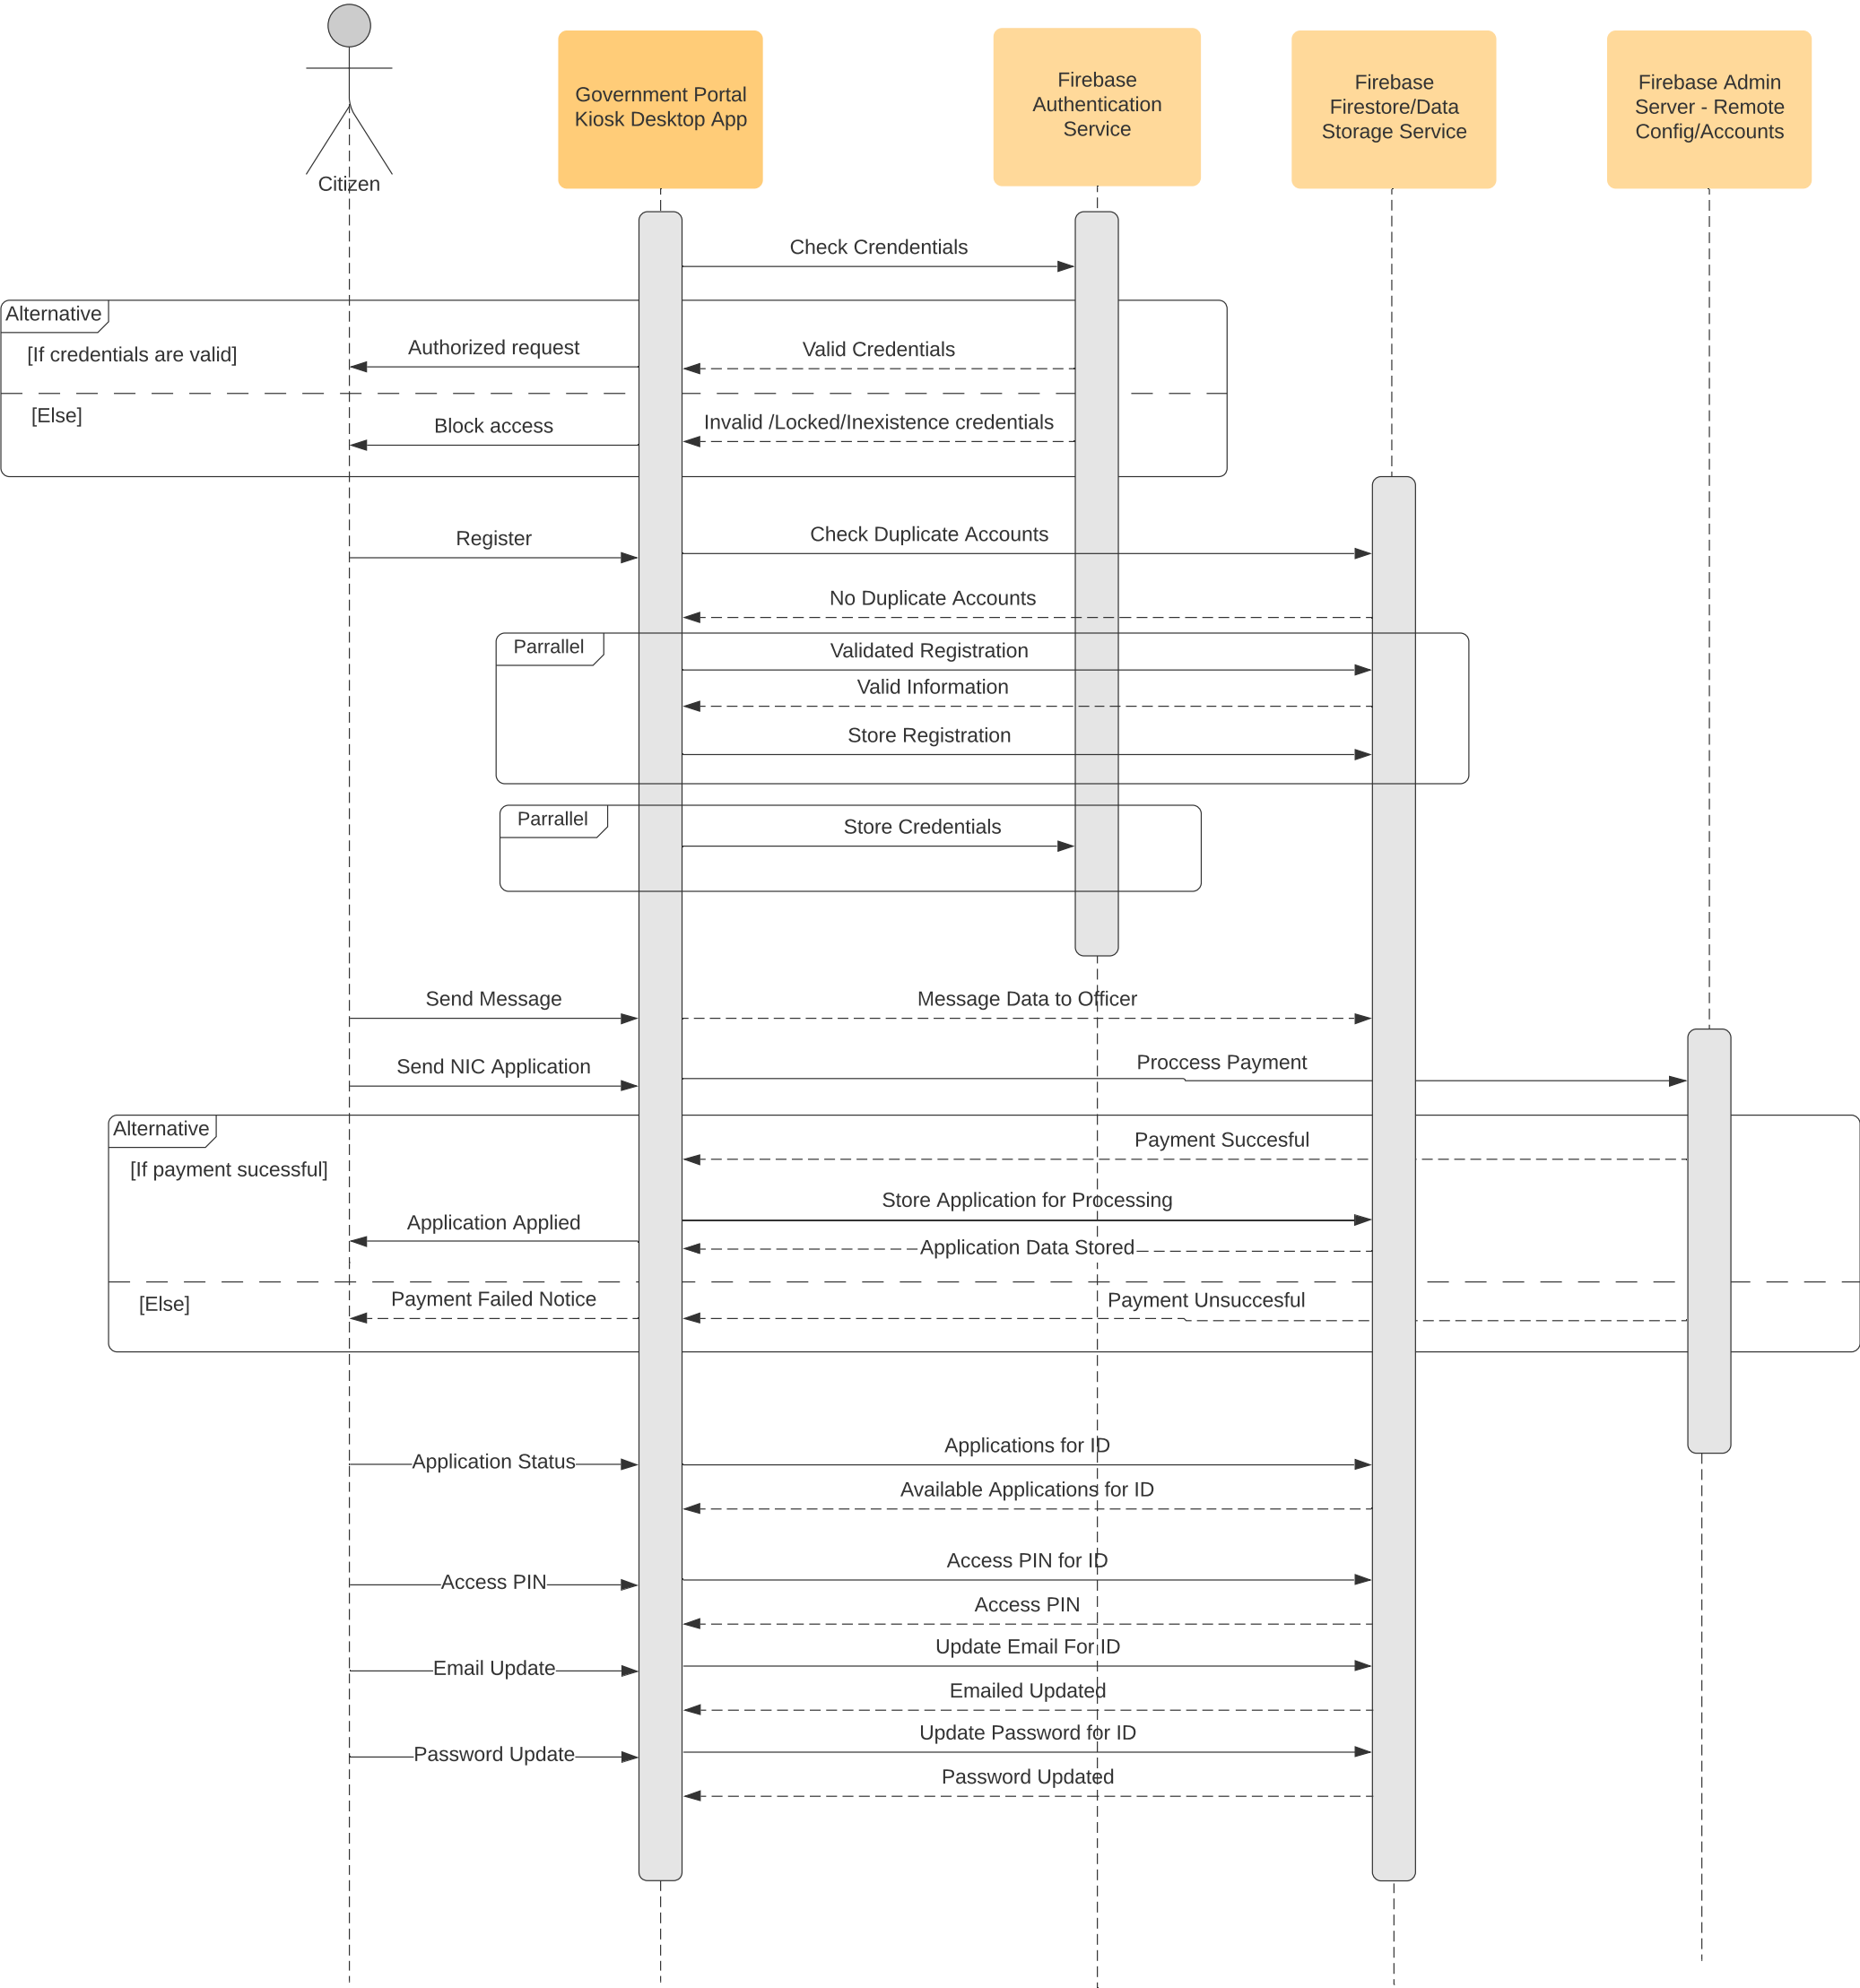 Citizen
Government Portal
Kiosk Desktop App
Firebase
Authentication
Service
Firebase
Firestore/Data
Storage Service
Firebase Admin
Server - Remote
Config/Accounts
Check Crendentials
Alternative
[If credentials are valid]
Authorized request
Valid Credentials
[Else]
Block access
Invalid /Locked/Inexistence credentials
Register
Check Duplicate Accounts
No Duplicate Accounts
Parrallel
Validated Registration
Valid Information
Store Registration
Parrallel
Store Credentials
Send Message
Message Data to Officer
Send NIC Application
Proccess Payment
Alternative
[If payment sucessful]
Payment Succesful
Store Application for Processing
Application Applied
Application Data Stored
[Else]
Payment Failed Notice
Payment Unsuccesful
Application Status
Applications for ID
Available Applications for ID
Access PIN
Access PIN for ID
Access PIN
Email Update
Update Email For ID
Emailed Updated
Password Update
Update Password for ID
Password Updated